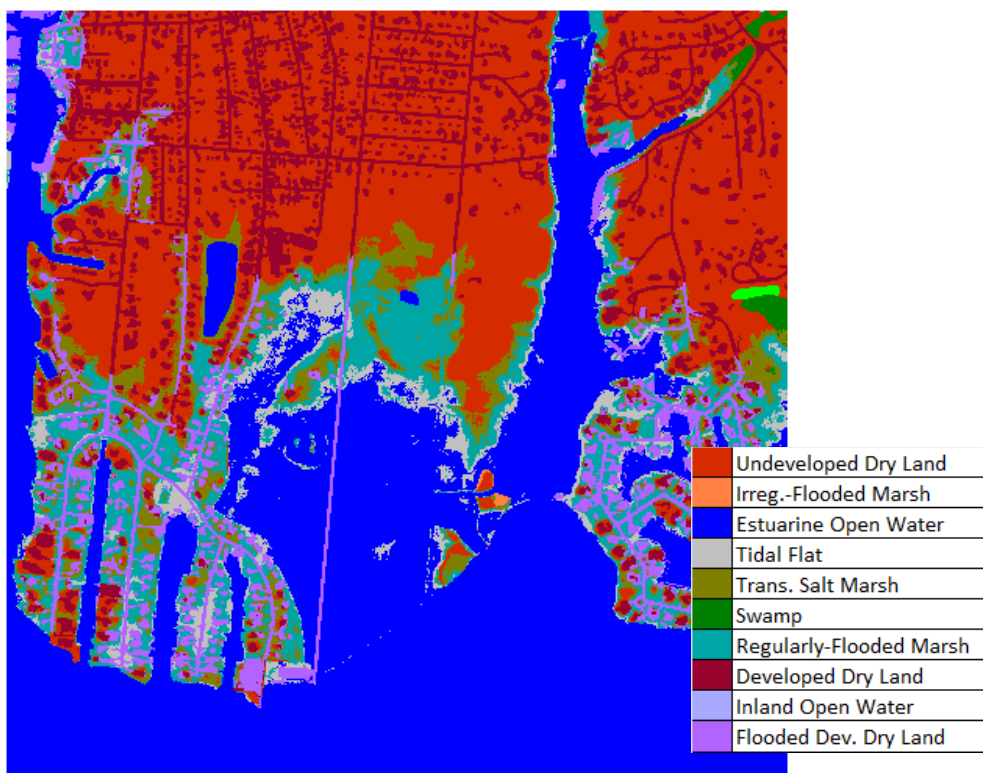 Undeveloped Dry Land
Irreg.-Flooded Marsh
Estuarine Open Water
Tidal Flat
Trans. Salt Marsh
Swamp
Regularly-Flooded Marsh
Developed Dry Land
Inland Open Water
Flooded Dev. Dry Land